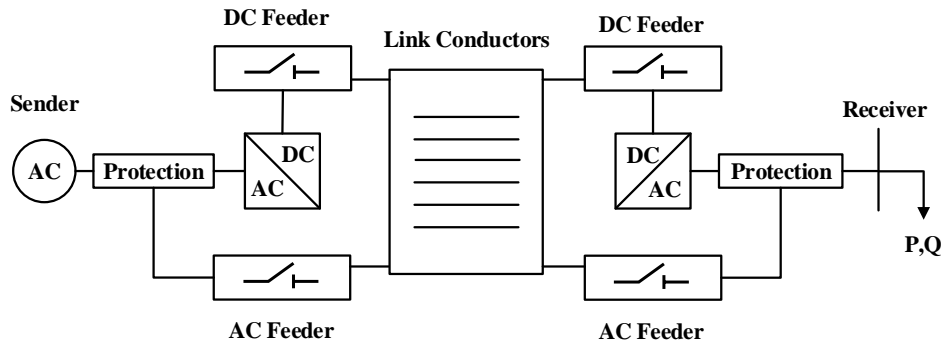 DC Feeder
Link Conductors
DC Feeder
Sender
Receiver
AC
Protection
DC
AC
DC
AC
Protection
P,Q
AC Feeder
AC Feeder